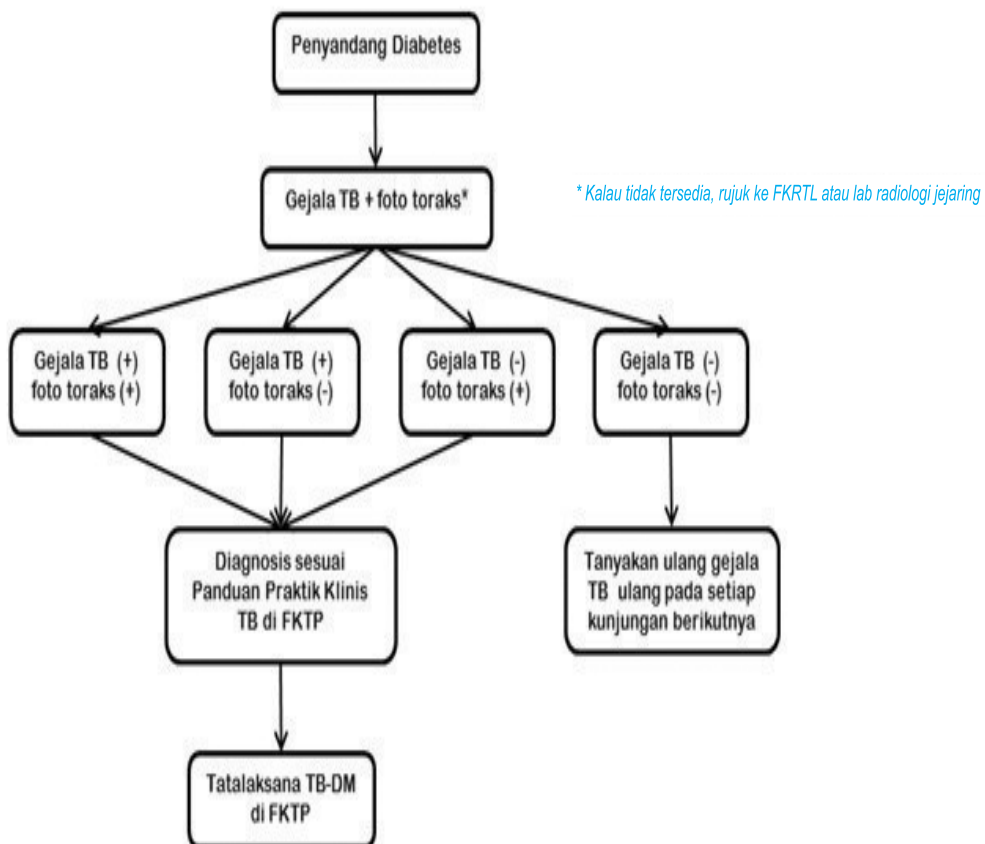 Penyandang Diabetes
Gejala TB + foto toraks*
* Kalau tidak tersedia, rujuk ke FKRTL atau lab radiologi jejaring
Gejala TB (+)
foto toraks (+)
Gejala TB (+)
foto toraks (-)
Gejala TB (-)
foto toraks (+)
Gejala TB (-)
foto toraks (-)
Diagnosis sesuai
Panduan Praktik Klinis
TB di FKTP
Tanyakan ulang gejala
TB ulang pada setiap
kunjungan berikutnya
Tatalaksana TB-DM
di FKTP